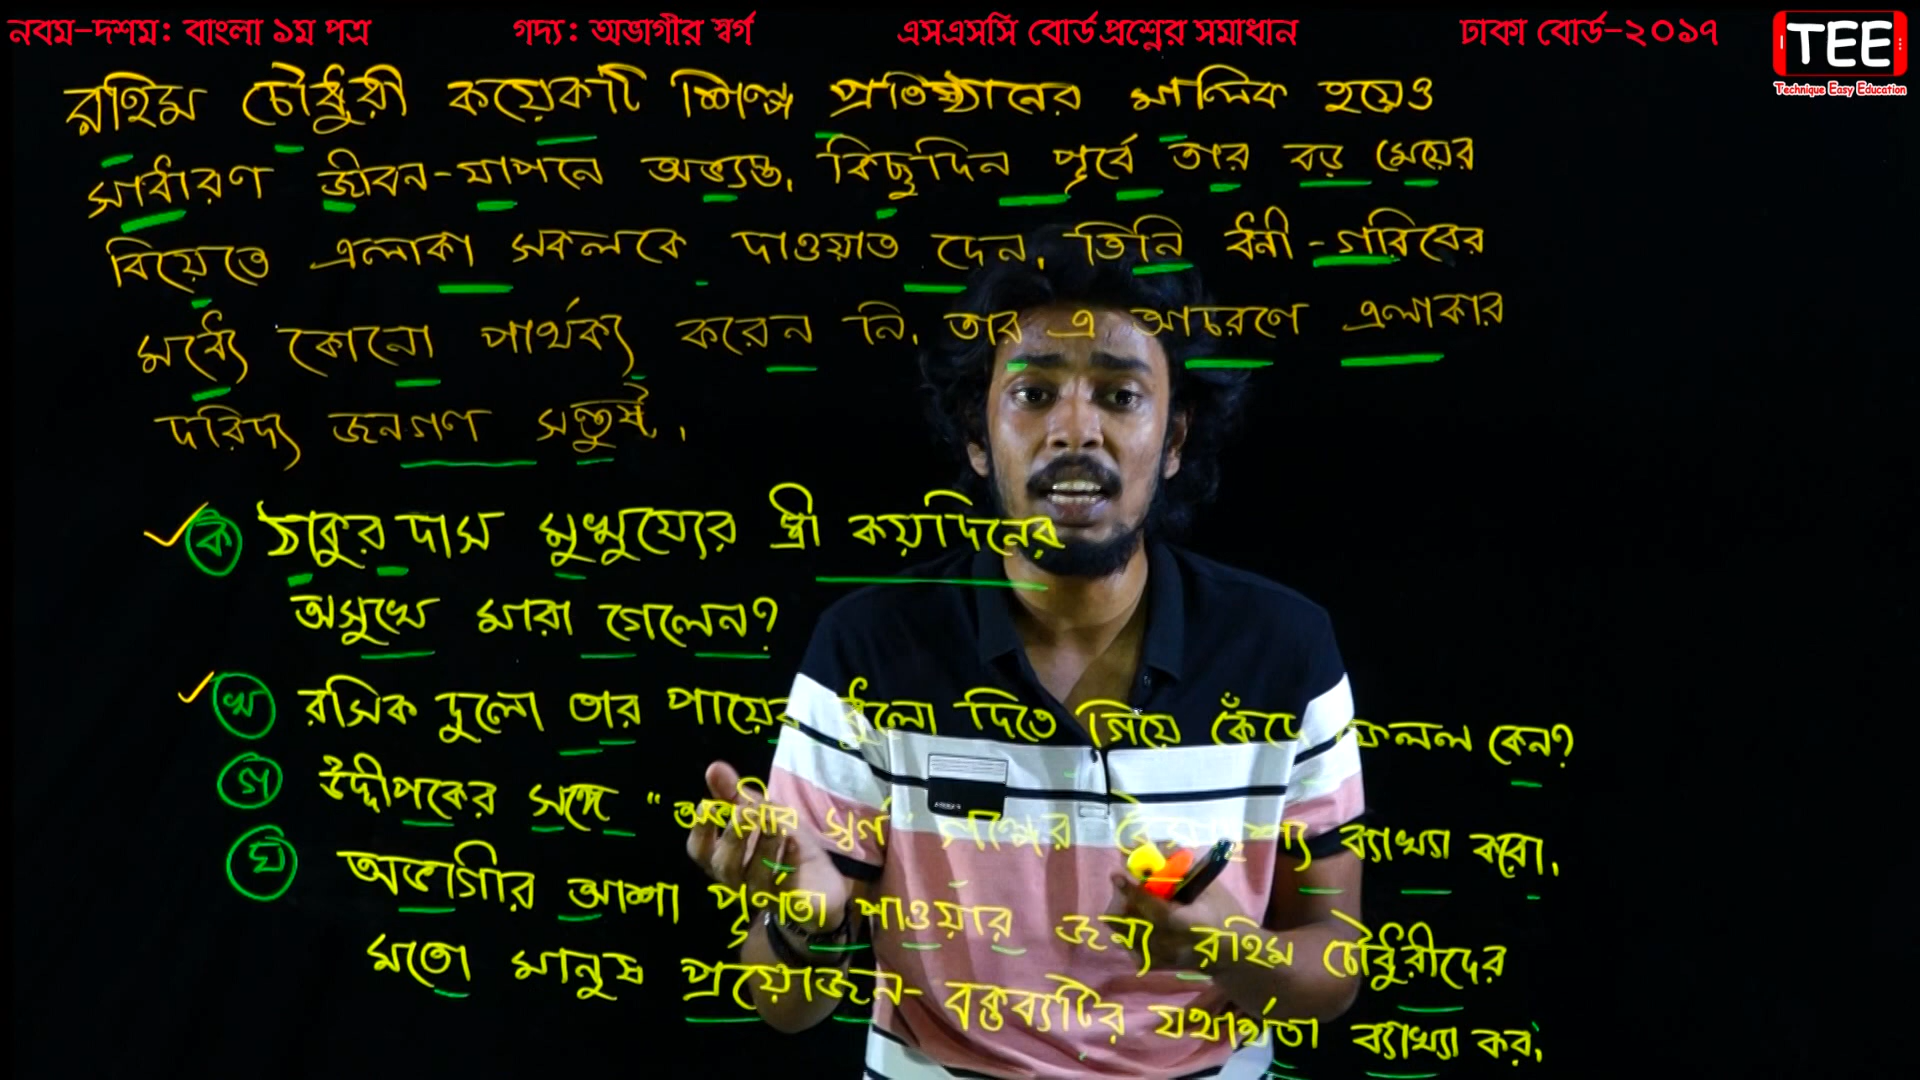 নবম-দশম: বাংলা ১ম পত্র গদ্য: অভাগীর স্বর্গ এসএসসি বোর্ড প্রশ্নের সমাধান ঢাকা বোর্ড-২০১৭
TEE
Technique Easy Education
রহিম চৌধুরী কয়েকটি শিল্প প্রতিষ্ঠানের মালিক হয়েও
সাধারণ জীবন-যাপনে অভ্যস্ত। কিছুদিন পূর্বে তার বড় মেয়ের
বিয়েতে এলাকা সকলকে দাওয়াত দেন। তিনি ধনী-গরিবের
মধ্যে কোনো পার্থক্য করেন নি। তার এ আচরণে এলাকার
দরিদ্র জনগণ সন্তুষ্ট।
ক ঠাকুর দাস মুখুয্যের স্ত্রী কয়দিনের
অসুখে মারা গেলেন?
খ রসিক দুলো তার পায়ের ধুলো দিতে গিয়ে কেঁদে ফেলল কেন?
গ উদ্দীপকের সঙ্গে "অভাগীর স্বর্গ" গল্পের বৈসাদৃশ্য ব্যাখ্যা করো।
ঘ অভাগীর আশা পূর্ণতা পাওয়ার জন্য রহিম চৌধুরীদের
মতো মানুষ প্রয়োজন- বক্তব্যটির যথার্থতা ব্যাখ্যা কর।